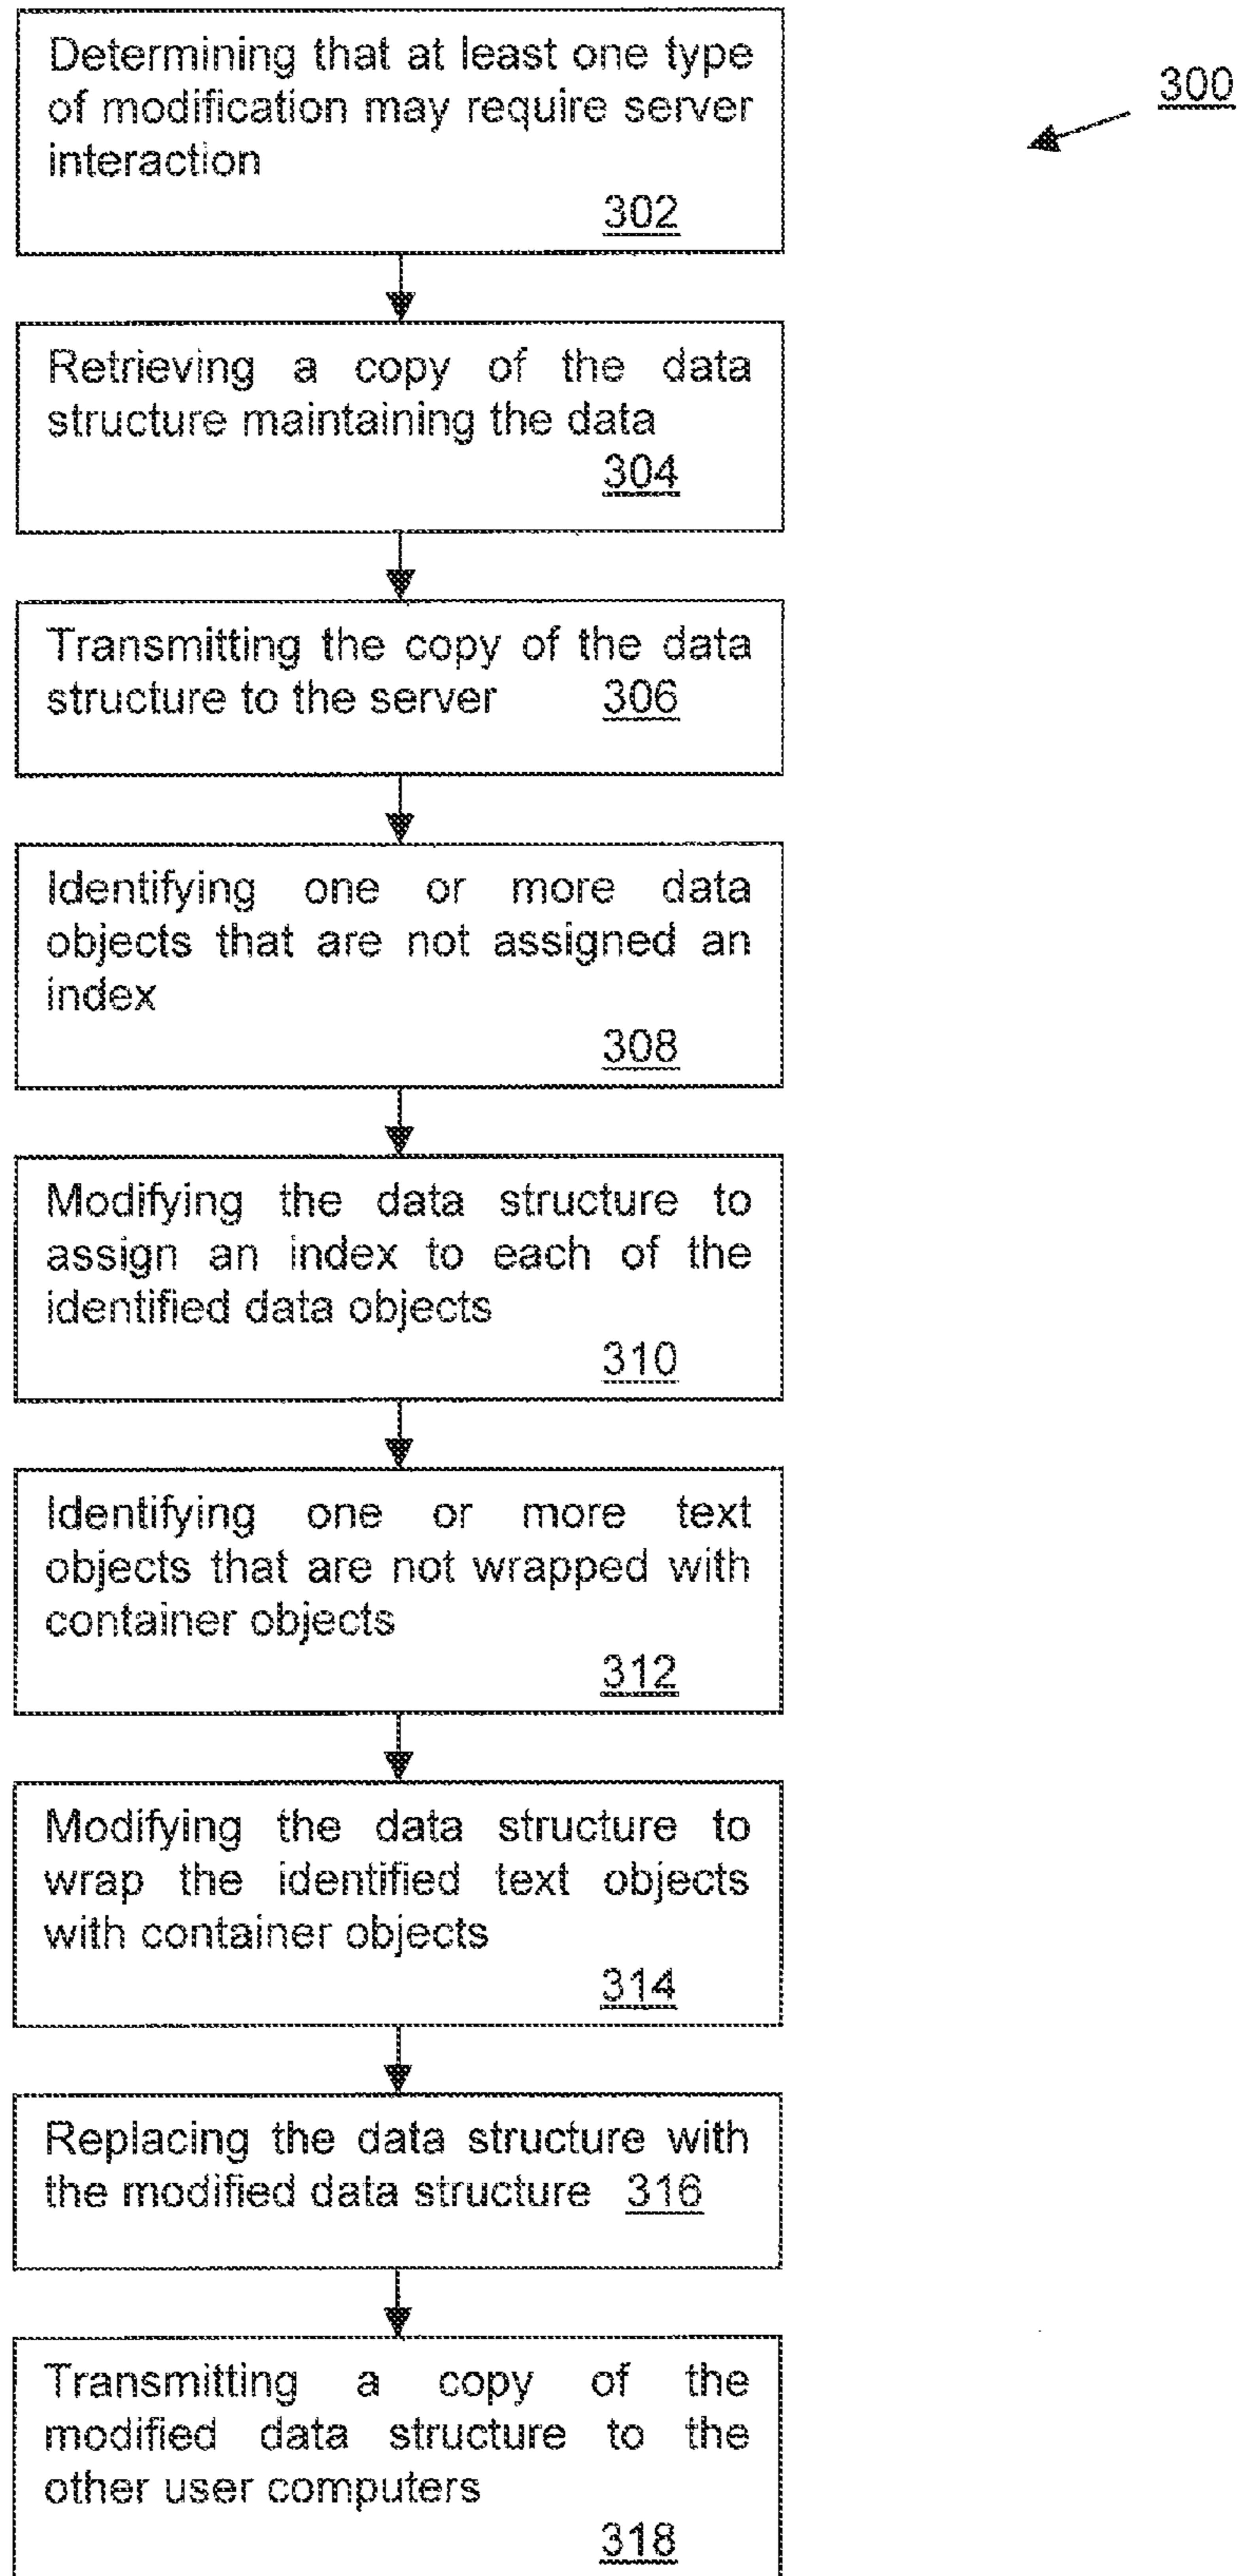 Determining that at least one type
of modification may require server
interaction
302
300
Retrieving a copy of the data
structure maintaining the data
304
Transmitting the copy of the data
structure to the server 306
Identifying one or more data
objects that are not assigned an
index
308
Modifying the data structure to
assign an index to each of the
identified data objects
310
Identifying one or more text
objects that are not wrapped with
container objects
312
Modifying the data structure to
wrap the identified text objects
with container objects
314
Replacing the data structure with
the modified data structure 316
Transmitting a copy of the
modified data structure to the
other user computers
318